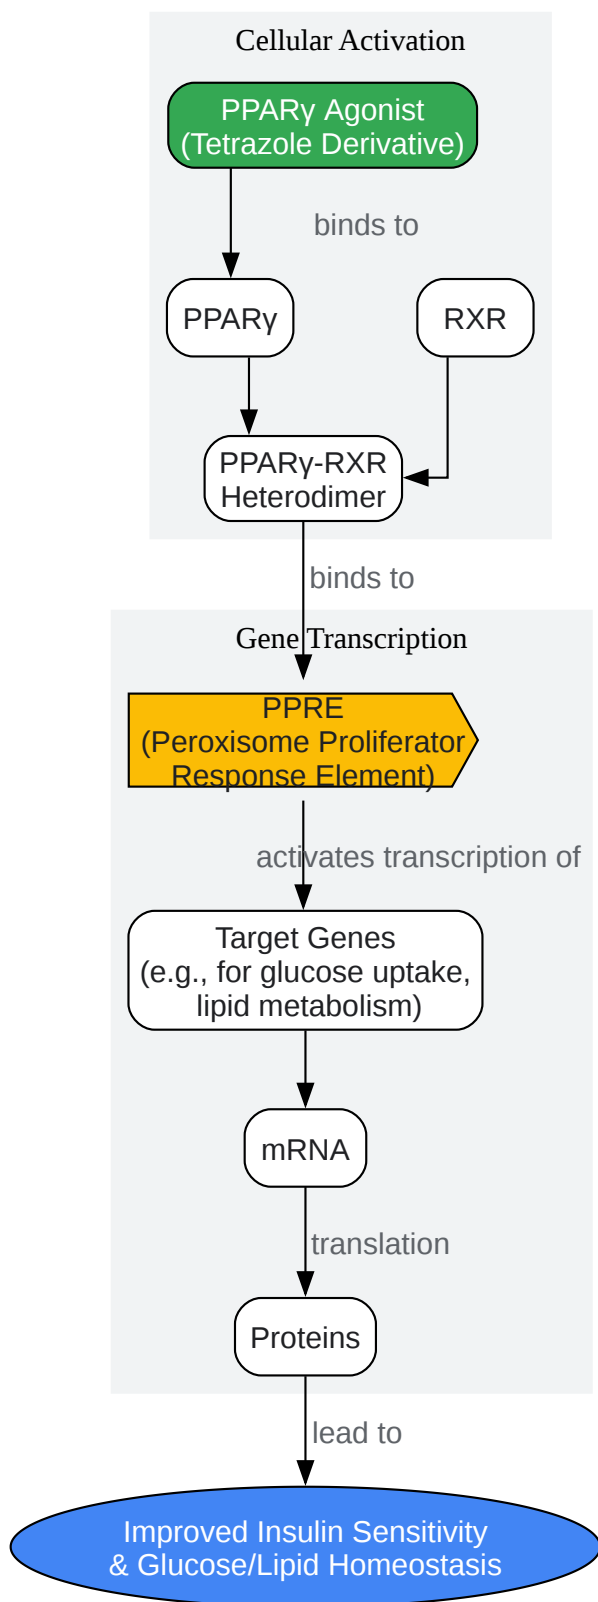 Cellular Activation
PPARγ Agonist
(Tetrazole Derivative)
binds to
PPARγ
RXR
PPARγ-RXR
Heterodimer
binds to
Gene Transcription
PPRE
(Peroxisome Proliferator
Response Element)
activates transcription of
Target Genes
(e.g., for glucose uptake,
lipid metabolism)
mRNA
translation
Proteins
lead to
Improved Insulin Sensitivity
& Glucose/Lipid Homeostasis